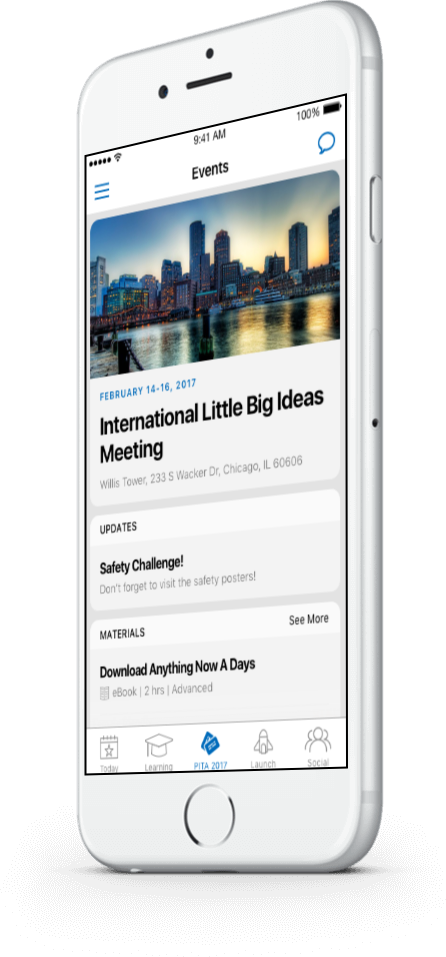 9:41 AM
100%
Events
FEBRUARY 14-16, 2017
International Little Big Ideas
Meeting
Willis Tower, 233 S Wacker Dr, Chicago, IL 60606
UPDATES
Safety Challenge!
Don't forget to visit the safety posters!
MATERIALS
See More
Download Anything Now A Days
eBook | 2 hrs | Advanced
Today
Learning
PITA 2017
Launch
Social